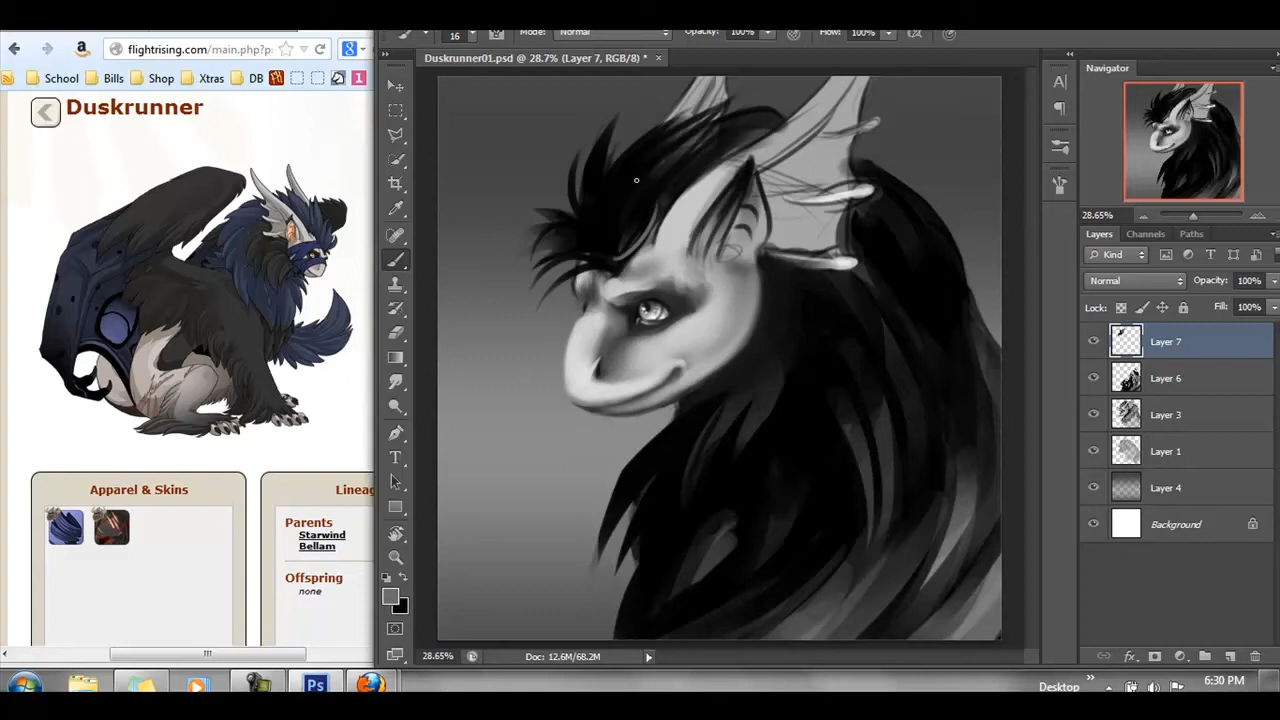 16
Mode: Normal
Opacity: 100%
Flow: 100%
flightrising.com/main.php?p:
School
Bills
Shop
Xtras
DB
1
Duskrunner01.psd @ 28.7% (Layer 7, RGB/8) *
Navigator
Duskrunner
28.65%
Layers
Channels
Paths
Kind
Normal
Opacity: 100%
Lock:
Fill: 100%
Layer 7
Layer 6
Layer 3
Layer 1
Layer 4
Background
Apparel & Skins
Lineag
Parents
Starwind
Bellam
Offspring
none
28.65%
Doc: 12.6M/68.2M
Desktop
6:30 PM